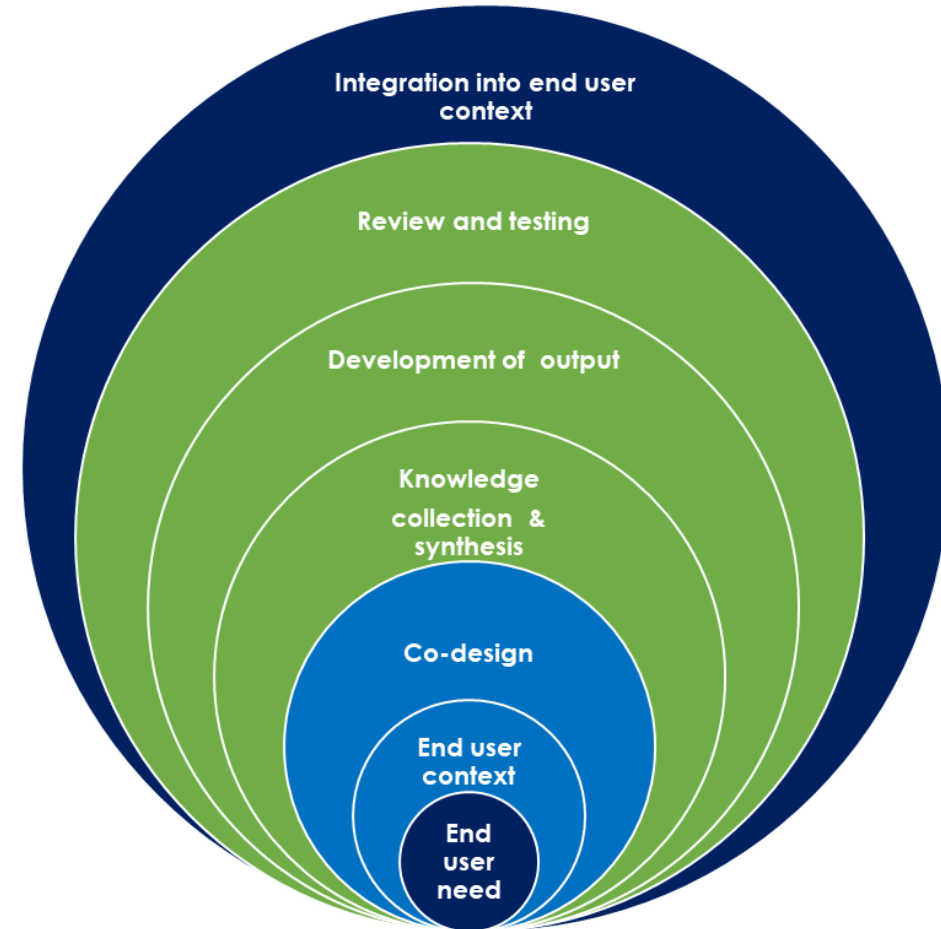 Integration into end user
context
Review and testing
Development of output
Knowledge
collection &
synthesis
Co-design
End user
context
End
user
need